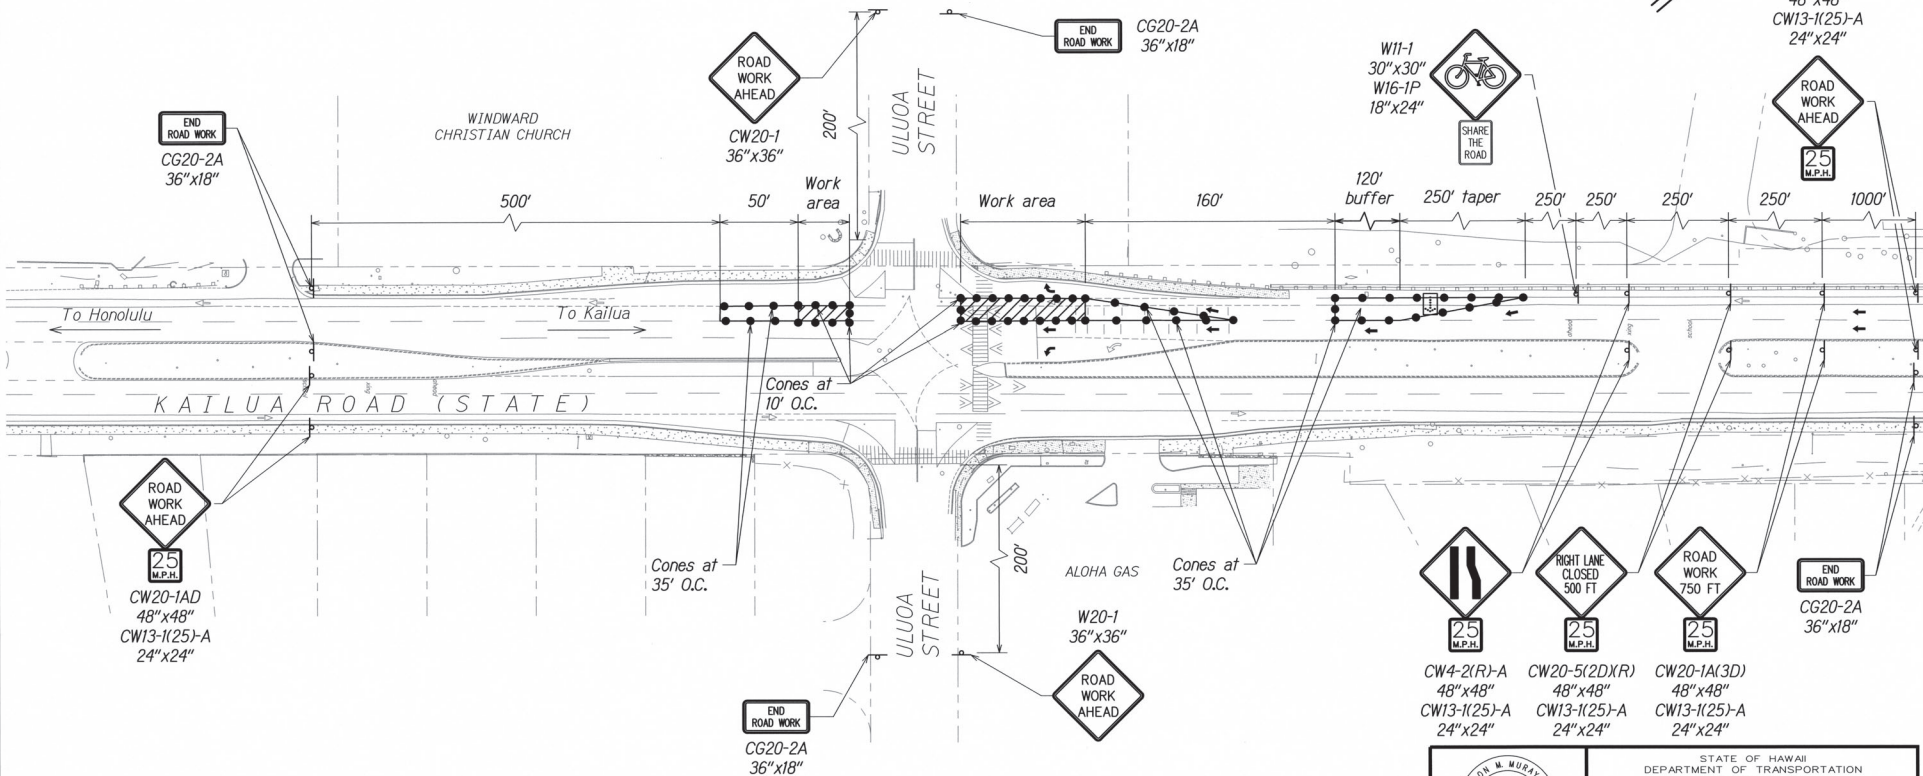 END
ROAD WORK
CG20-2A
36"x18"
48"x48"
CW13-1(25)-A
24"x24"
ROAD
WORK
AHEAD
CW20-1
36"x36"
200'
ULUOA
STREET
W11-1
30"x30"
W16-1P
18"x24"
SHARE
THE
ROAD
ROAD
WORK
AHEAD
25
M.P.H.
END
ROAD WORK
CG20-2A
36"x18"
WINDWARD
CHRISTIAN CHURCH
500'
50'
Work
area
Work area
160'
120'
buffer
250' taper
250'
250'
250'
250'
1000'
To Honolulu
To Kailua
ahead
xing
school
KAILUA ROAD (STATE)
Cones at
10' O.C.
ROAD
WORK
AHEAD
25
M.P.H.
CW20-1AD
48"x48"
CW13-1(25)-A
24"x24"
Cones at
35' O.C.
200'
ALOHA GAS
Cones at
35' O.C.
ULUOA
STREET
W20-1
36"x36"
ROAD
WORK
AHEAD
END
ROAD WORK
CG20-2A
36"x18"
25
M.P.H.
CW4-2(R)-A
48"x48"
CW13-1(25)-A
24"x24"
RIGHT LANE
CLOSED
500 FT
25
M.P.H.
CW20-5(2D)(R)
48"x48"
CW13-1(25)-A
24"x24"
ROAD
WORK
750 FT
25
M.P.H.
CW20-1A(3D)
48"x48"
CW13-1(25)-A
24"x24"
END
ROAD WORK
CG20-2A
36"x18"
STATE OF HAWAII
DEPARTMENT OF TRANSPORTATION